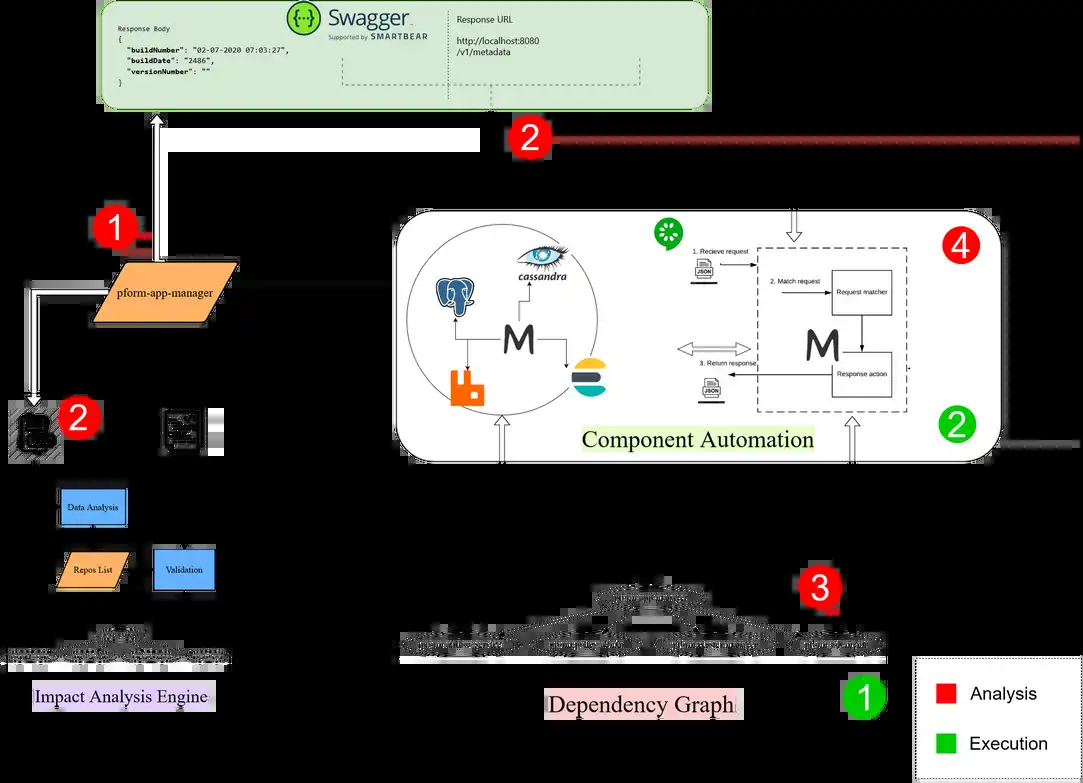 Swagger
Supported by SMARTBEAR
Response URL
http://localhost:8080
/v1/metadata
Response Body
{
"buildNumber": "02-07-2020 07:03:27",
"buildDate": "2486",
"versionNumber": ""
}
2
1
pform-app-manager
4
1. Recieve request
JSON
cassandra
2. Match request
Request matcher
M
M
3. Return response
Response action
JSON
2
2
Component Automation
Data Analysis
Repos List
Validation
3
Impact Analysis Engine
Dependency Graph
1
Analysis
Execution